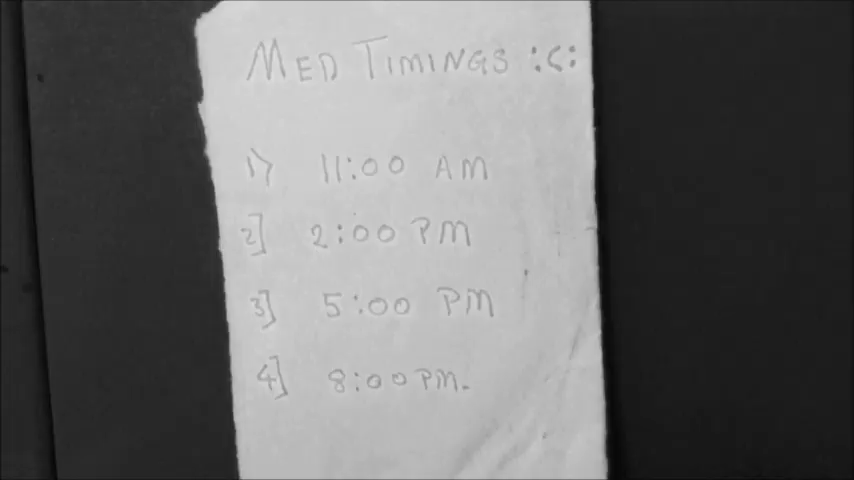 MED TIMINGS :<:
1> 11:00 AM
2] 2:00 PM
3] 5:00 PM
4] 8:00 PM.